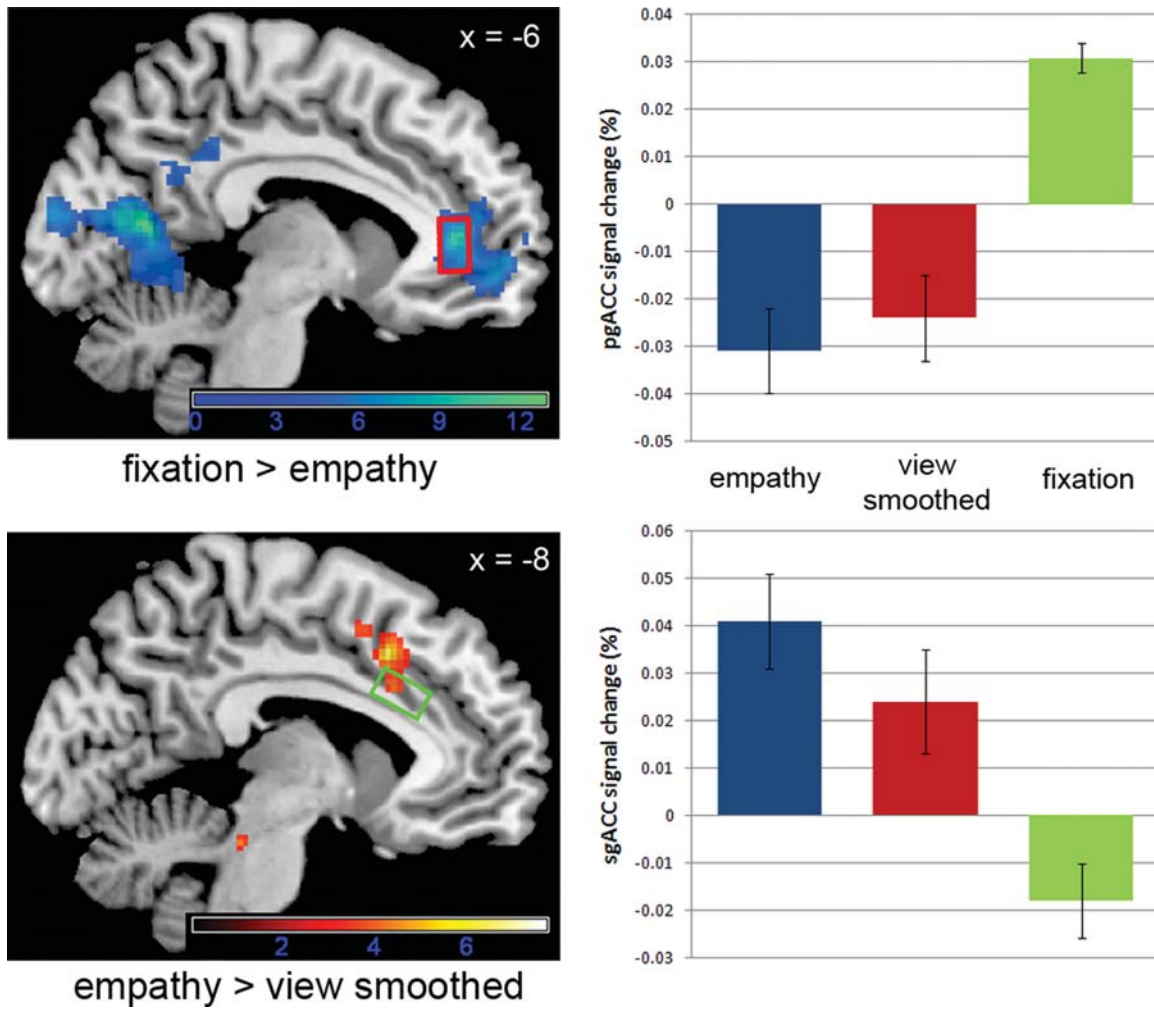 x = -6
0 3 6 9 12
fixation > empathy
pgACC signal change (%)
0.04
0.03
0.02
0.01
0
-0.01
-0.02
-0.03
-0.04
-0.05
empathy
view
smoothed
fixation
x = -8
2 4 6
empathy > view smoothed
sgACC signal change (%)
0.06
0.05
0.04
0.03
0.02
0.01
0
-0.01
-0.02
-0.03